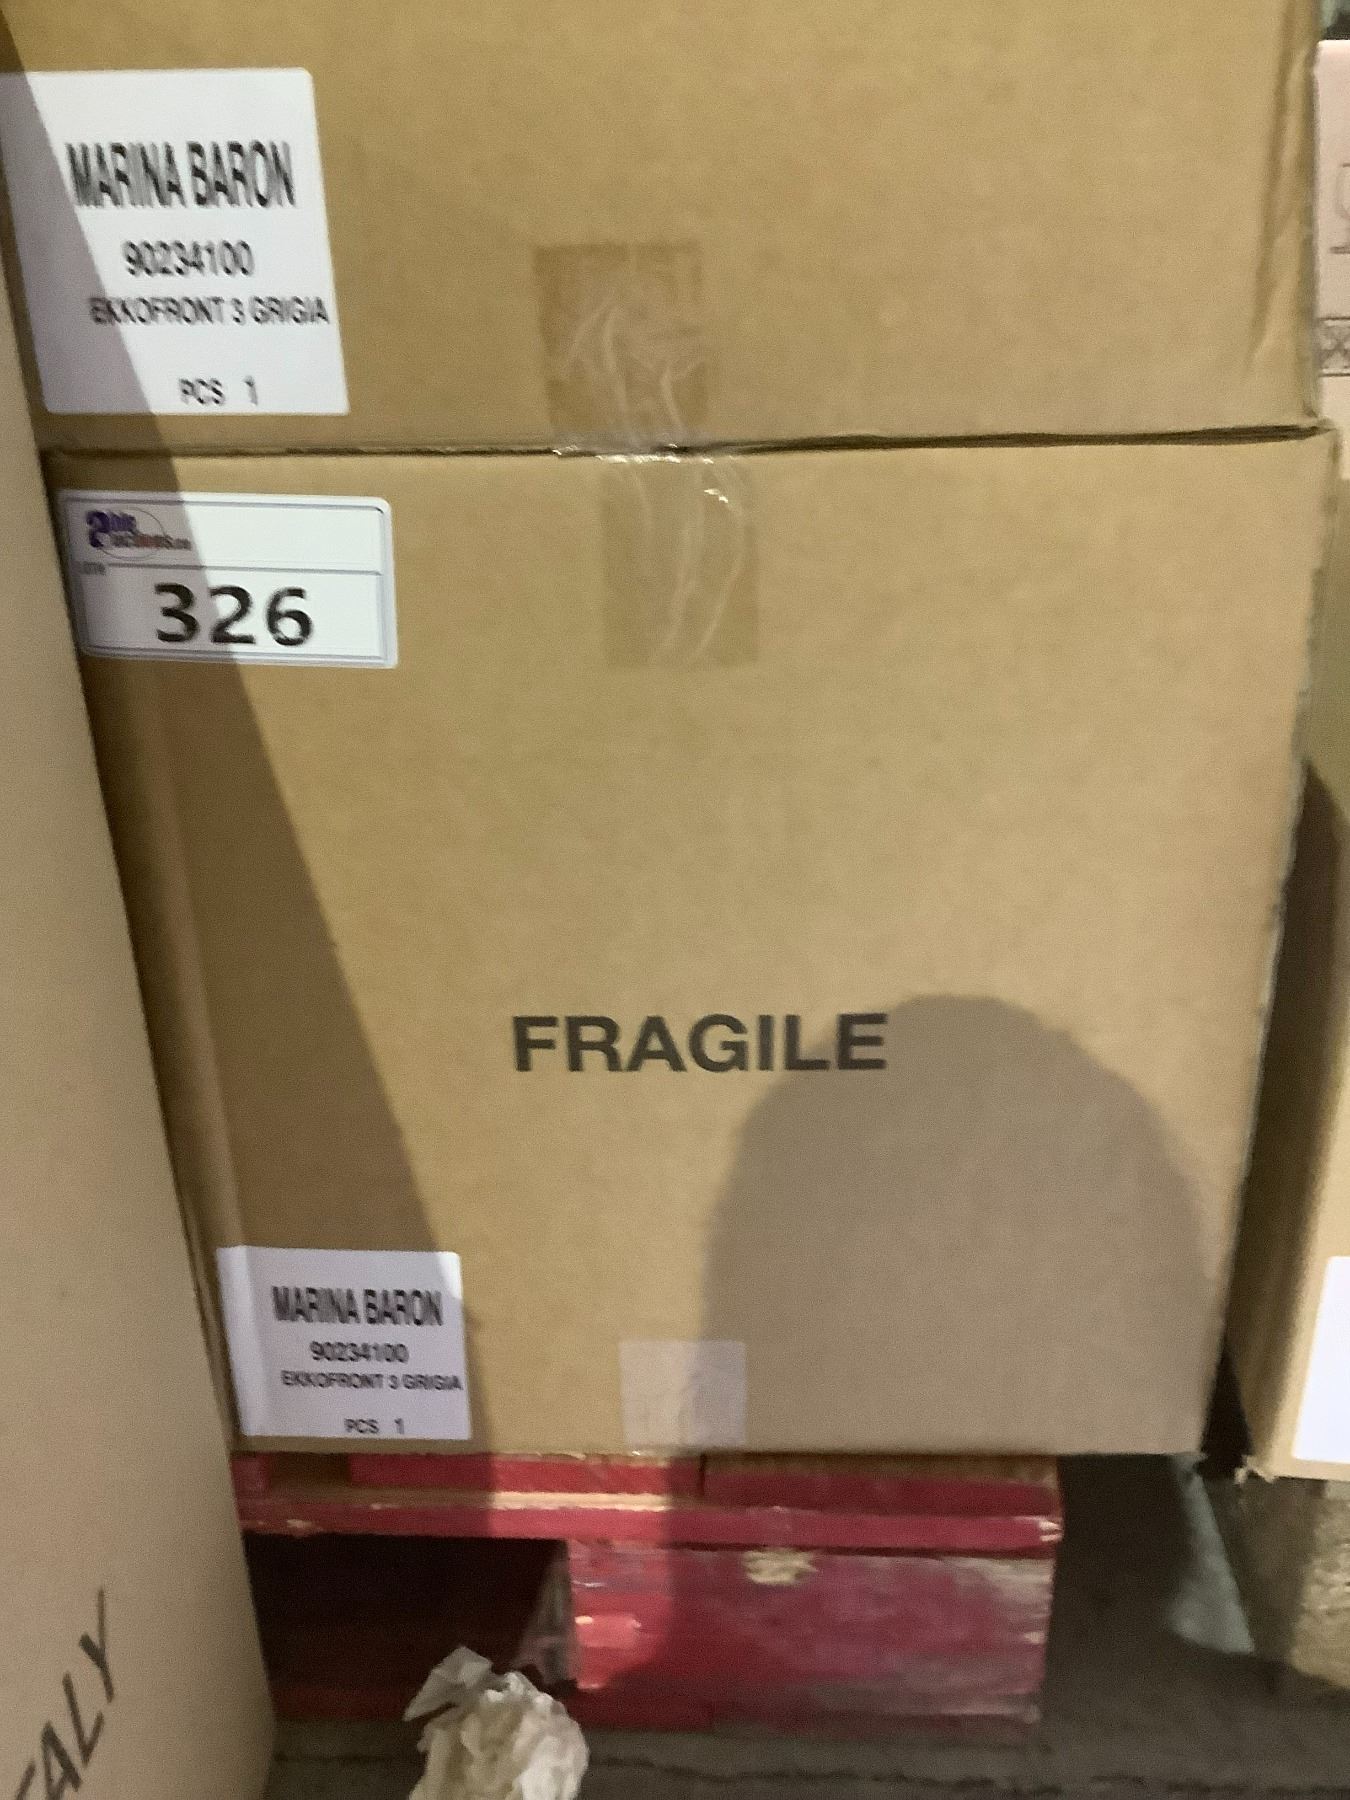 MARINA BARON
90234100
EKKOFRONT 3 GRIGIA
PCS 1
326
FRAGILE
MARINA BARON
90234100
EKKOFRONT 3 GRIGIA
PCS 1